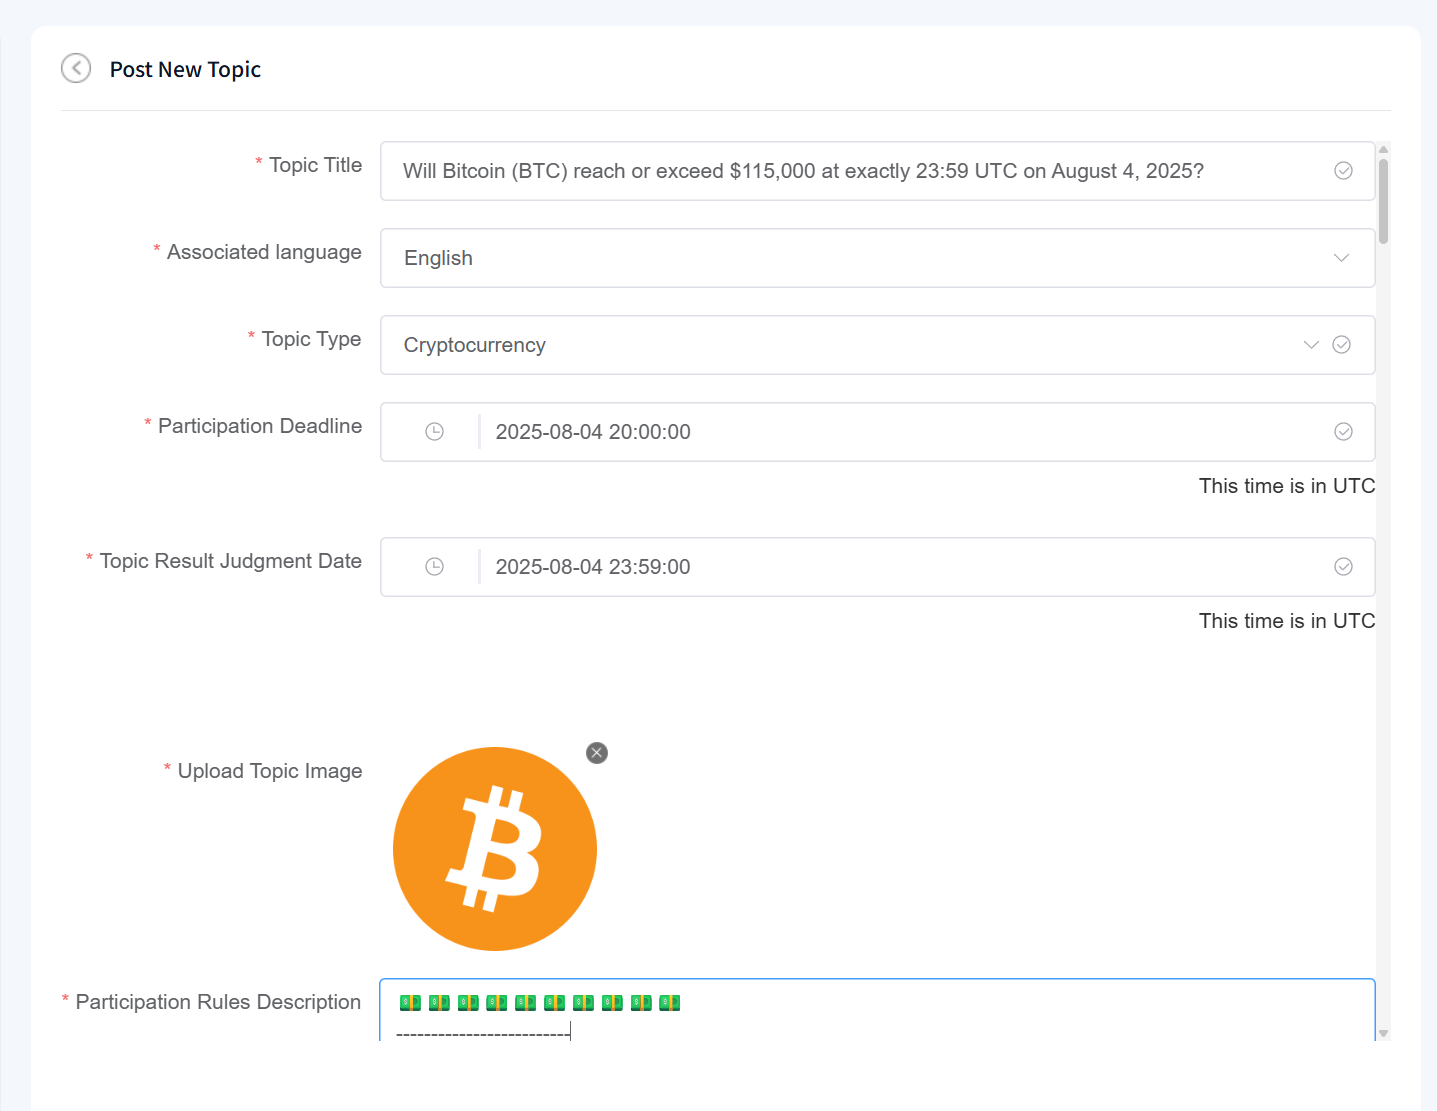 Post New Topic
* Topic Title
Will Bitcoin (BTC) reach or exceed $115,000 at exactly 23:59 UTC on August 4, 2025?
* Associated language
English
* Topic Type
Cryptocurrency
* Participation Deadline
2025-08-04 20:00:00
This time is in UTC
* Topic Result Judgment Date
2025-08-04 23:59:00
This time is in UTC
* Upload Topic Image
* Participation Rules Description
💵 💵 💵 💵 💵 💵 💵 💵 💵 💵
-------------------------